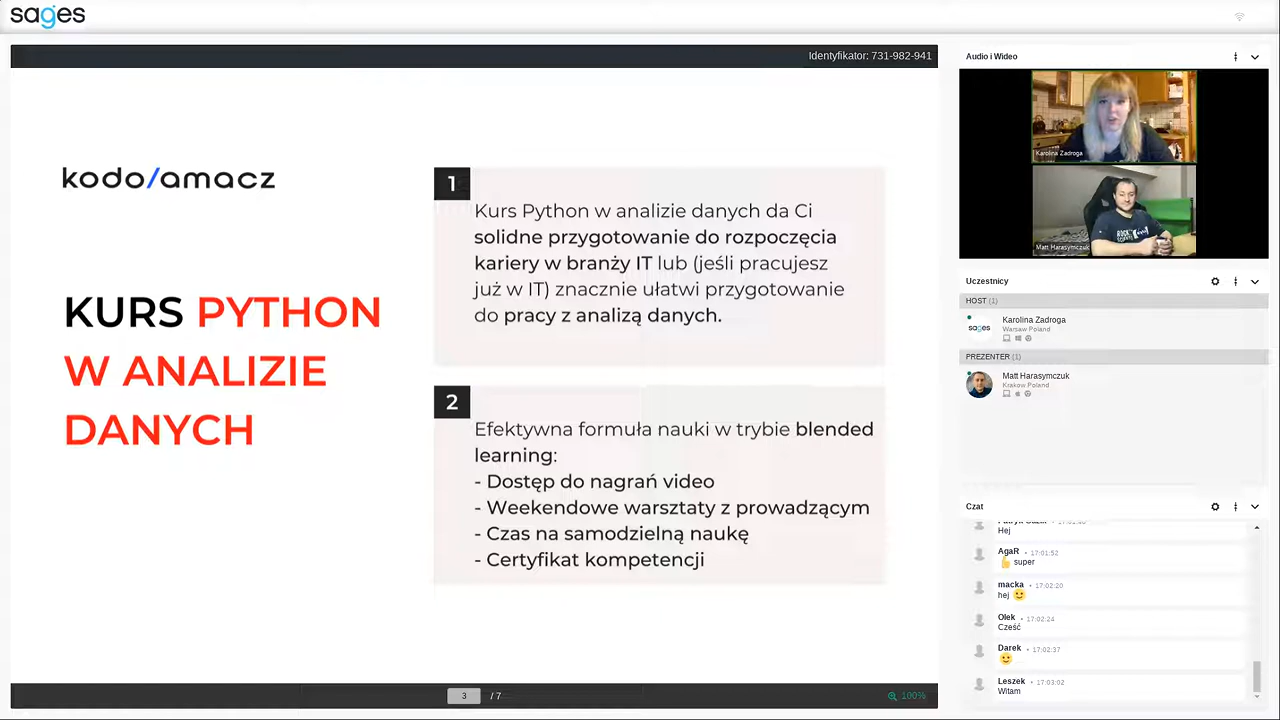 sages
Identyfikator: 731-982-941
kodo/amacz
KURS PYTHON
W ANALIZIE
DANYCH
1
Kurs Python w analizie danych da Ci
solidne przygotowanie do rozpoczęcia
kariery w branży IT lub (jeśli pracujesz
już w IT) znacznie ułatwi przygotowanie
do pracy z analizą danych.
2
Efektywna formuła nauki w trybie blended
learning:
- Dostęp do nagrań video
- Weekendowe warsztaty z prowadzącym
- Czas na samodzielną naukę
- Certyfikat kompetencji
3 / 7
100%
Audio i Wideo
Karolina Zadroga
Matt Harasymczuk
Uczestnicy
HOST (1)
sages
Karolina Zadroga
Warsaw Poland
PREZENTER (1)
Matt Harasymczuk
Krakow Poland
Czat
Hej
AgaR • 17:01:52
super
macka • 17:02:20
hej
Olek • 17:02:24
Cześć
Darek • 17:02:37
Leszek • 17:03:02
Witam